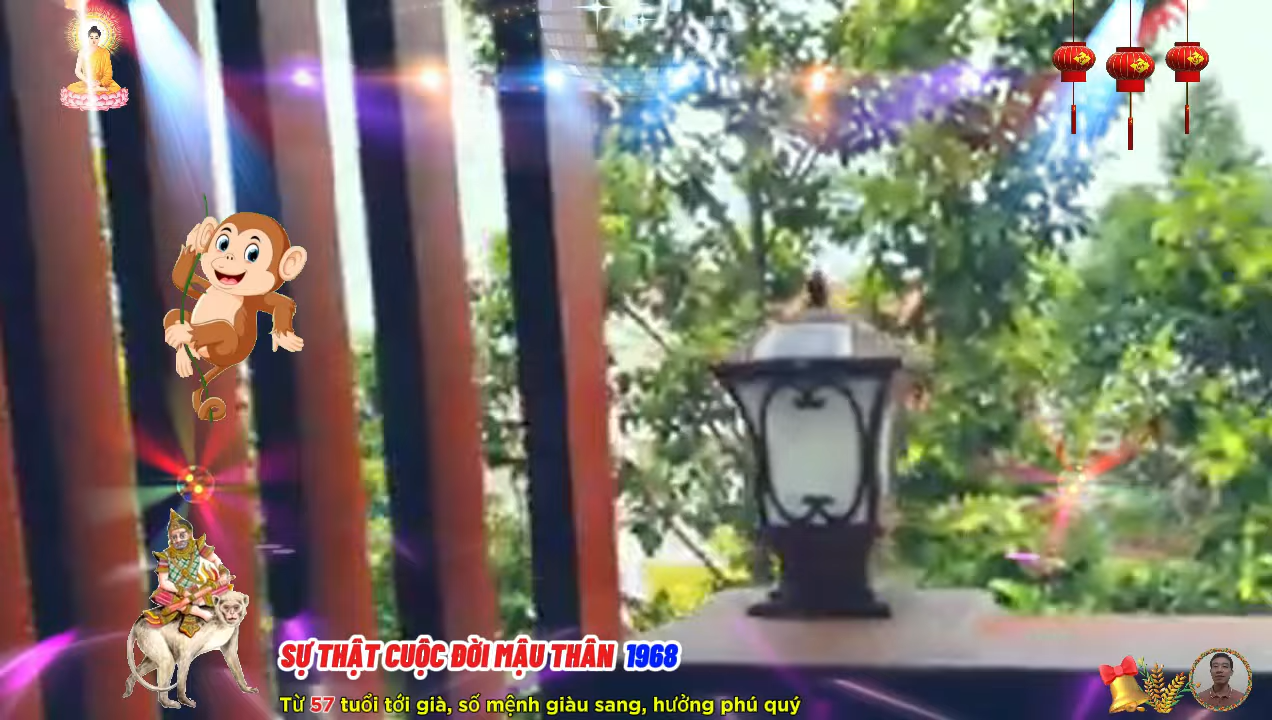 SỰ THẬT CUỘC ĐỜI MẬU THÂN 1968
Từ 57 tuổi tới già, số mệnh giàu sang, hưởng phú quý